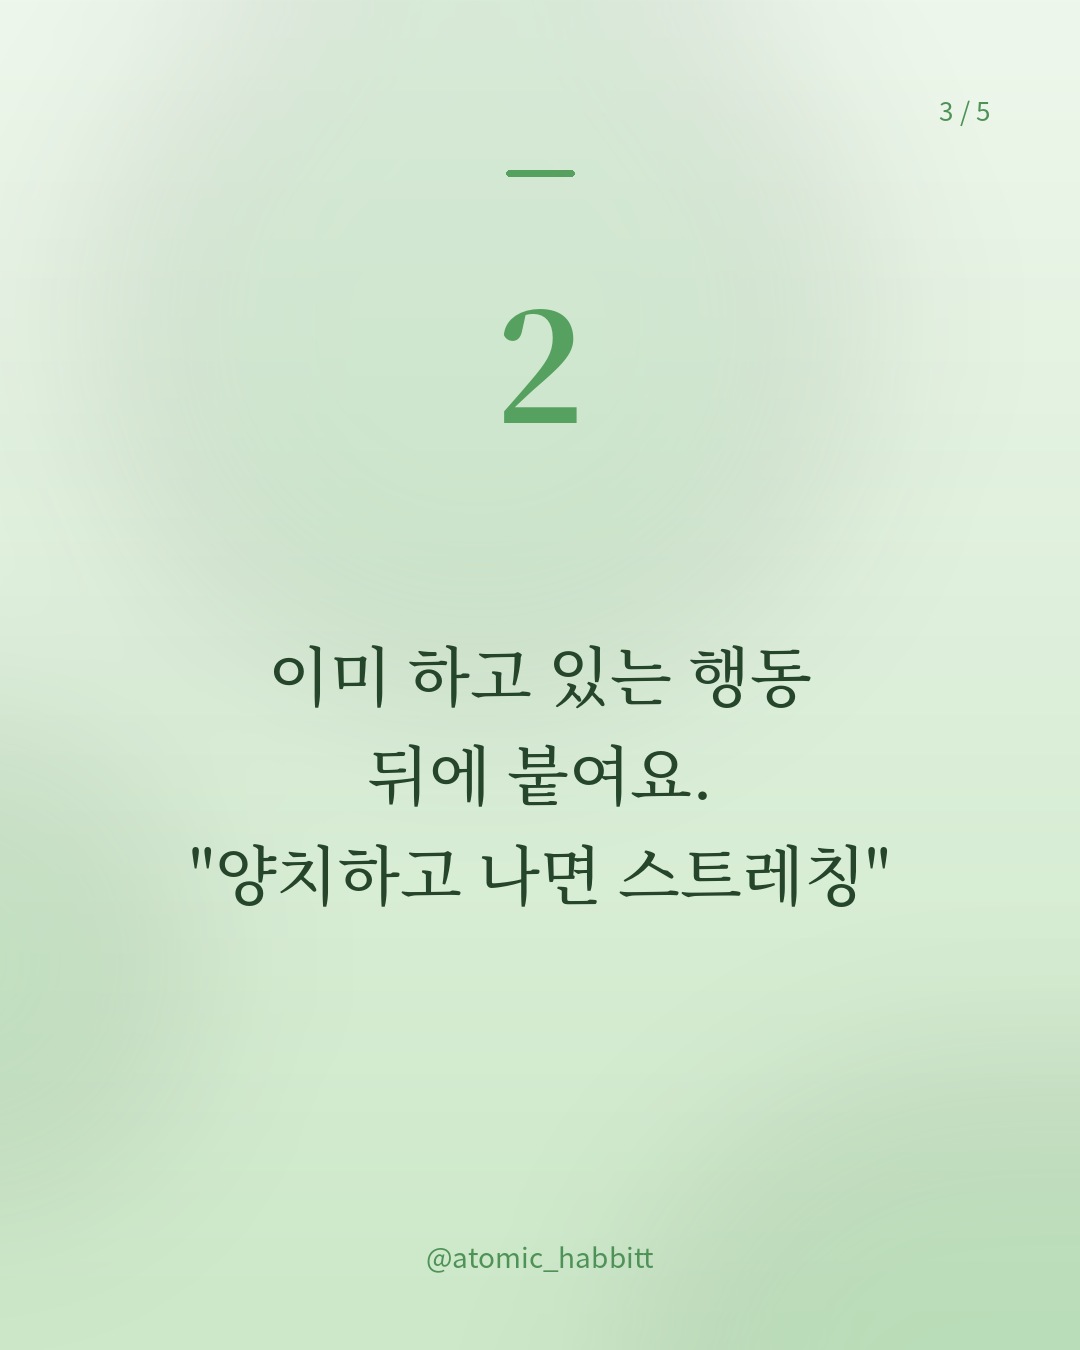 3 / 5
2
이미 하고 있는 행동
뒤에 붙여요.
"양치하고 나면 스트레칭"
@atomic_habbitt